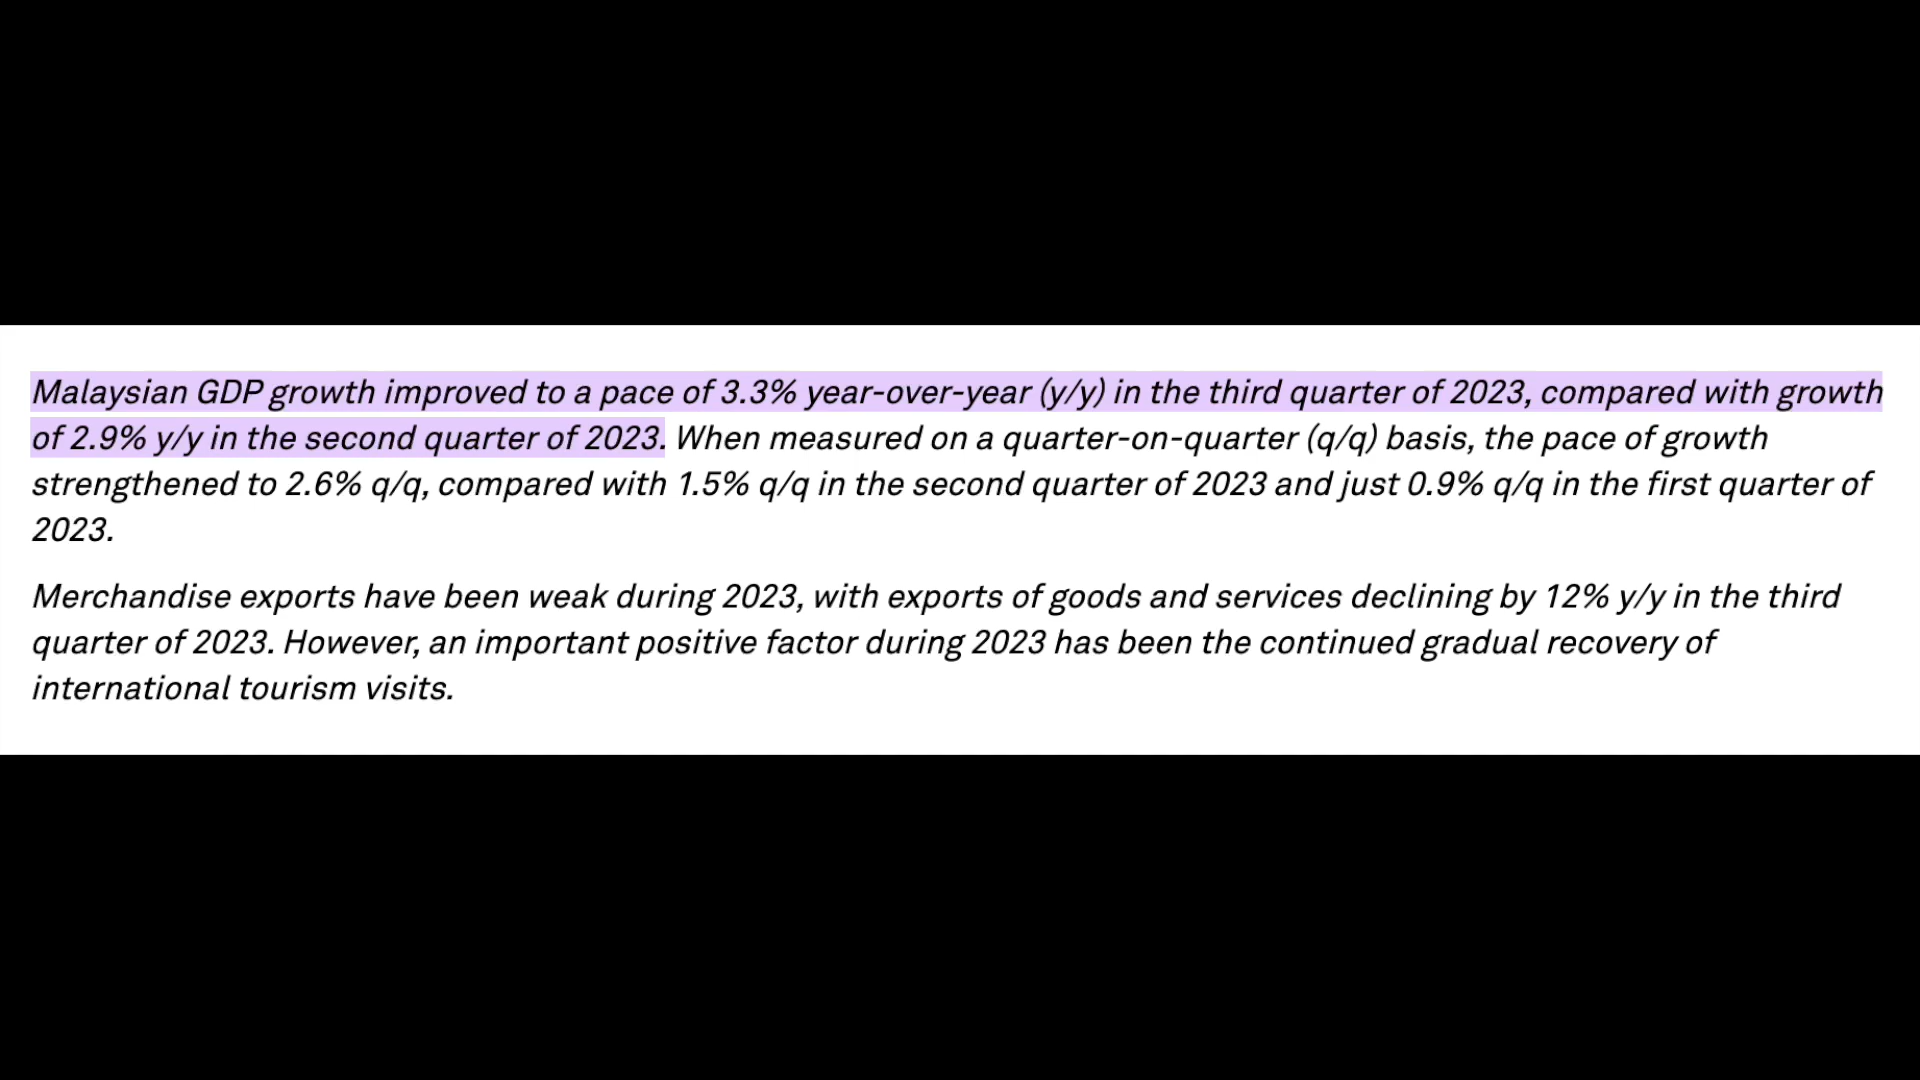 Malaysian GDP growth improved to a pace of 3.3% year-over-year (y/y) in the third quarter of 2023, compared with growth
of 2.9% y/y in the second quarter of 2023. When measured on a quarter-on-quarter (q/q) basis, the pace of growth
strengthened to 2.6% q/q, compared with 1.5% q/q in the second quarter of 2023 and just 0.9% q/q in the first quarter of
2023.
Merchandise exports have been weak during 2023, with exports of goods and services declining by 12% y/y in the third
quarter of 2023. However, an important positive factor during 2023 has been the continued gradual recovery of
international tourism visits.